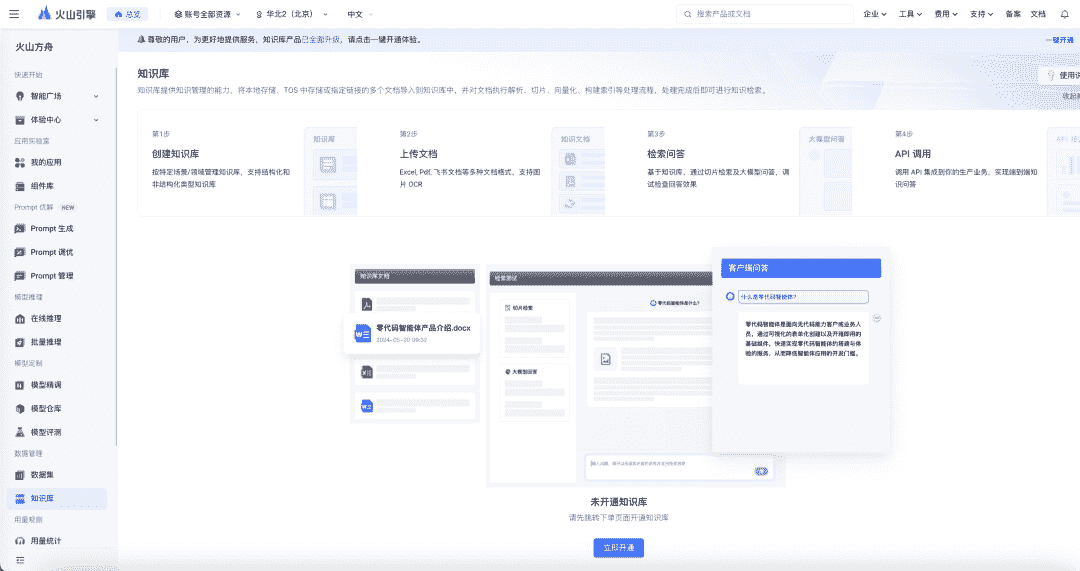 火山引擎
总览
账号全部资源
华北2（北京）
中文
搜索产品或文档
企业
工具
费用
支持
备案
文档
火山方舟
快速开始
智能广场
体验中心
应用实验室
我的应用
组件库
Prompt 优解 NEW
Prompt 生成
Prompt 调优
Prompt 管理
模型推理
在线推理
批量推理
模型定制
模型精调
模型仓库
模型评测
数据管理
数据集
知识库
用量观测
用量统计
尊敬的用户，为更好地提供服务，知识库产品已全新升级，请点击一键开通体验。
一键开通
知识库
知识库提供知识管理的能力，将本地存储、TOS 中存储或指定链接的多个文档导入到知识库中，并对文档执行解析、切片、向量化、构建索引等处理流程，处理完成后即可进行知识检索。
第1步
创建知识库
按特定场景/领域管理知识库，支持结构化和
非结构化类型知识库
知识库
第2步
上传文档
Excel, Pdf, 飞书文档等多种文档格式，支持图
片 OCR
知识文档
第3步
检索问答
基于知识库，通过切片检索及大模型问答，调
试检查回答效果
大模型问答
第4步
API 调用
调用 API 集成到你的生产业务，实现端到端知
识问答
知识库文档
零代码智能体产品介绍.docx
2024-05-20 09:32
检索测试
切片检索
大模型回答
零代码智能体是什么？
客户端问答
什么是零代码智能体？
零代码智能体是面向无代码能力客户或业务人
员，通过可视化的表单化创建以及开箱即用的
基础组件，快速实现零代码智能体的搭建与体
验的服务，从而降低智能体应用的开发门槛。
未开通知识库
请先跳转下单页面开通知识库
立即开通